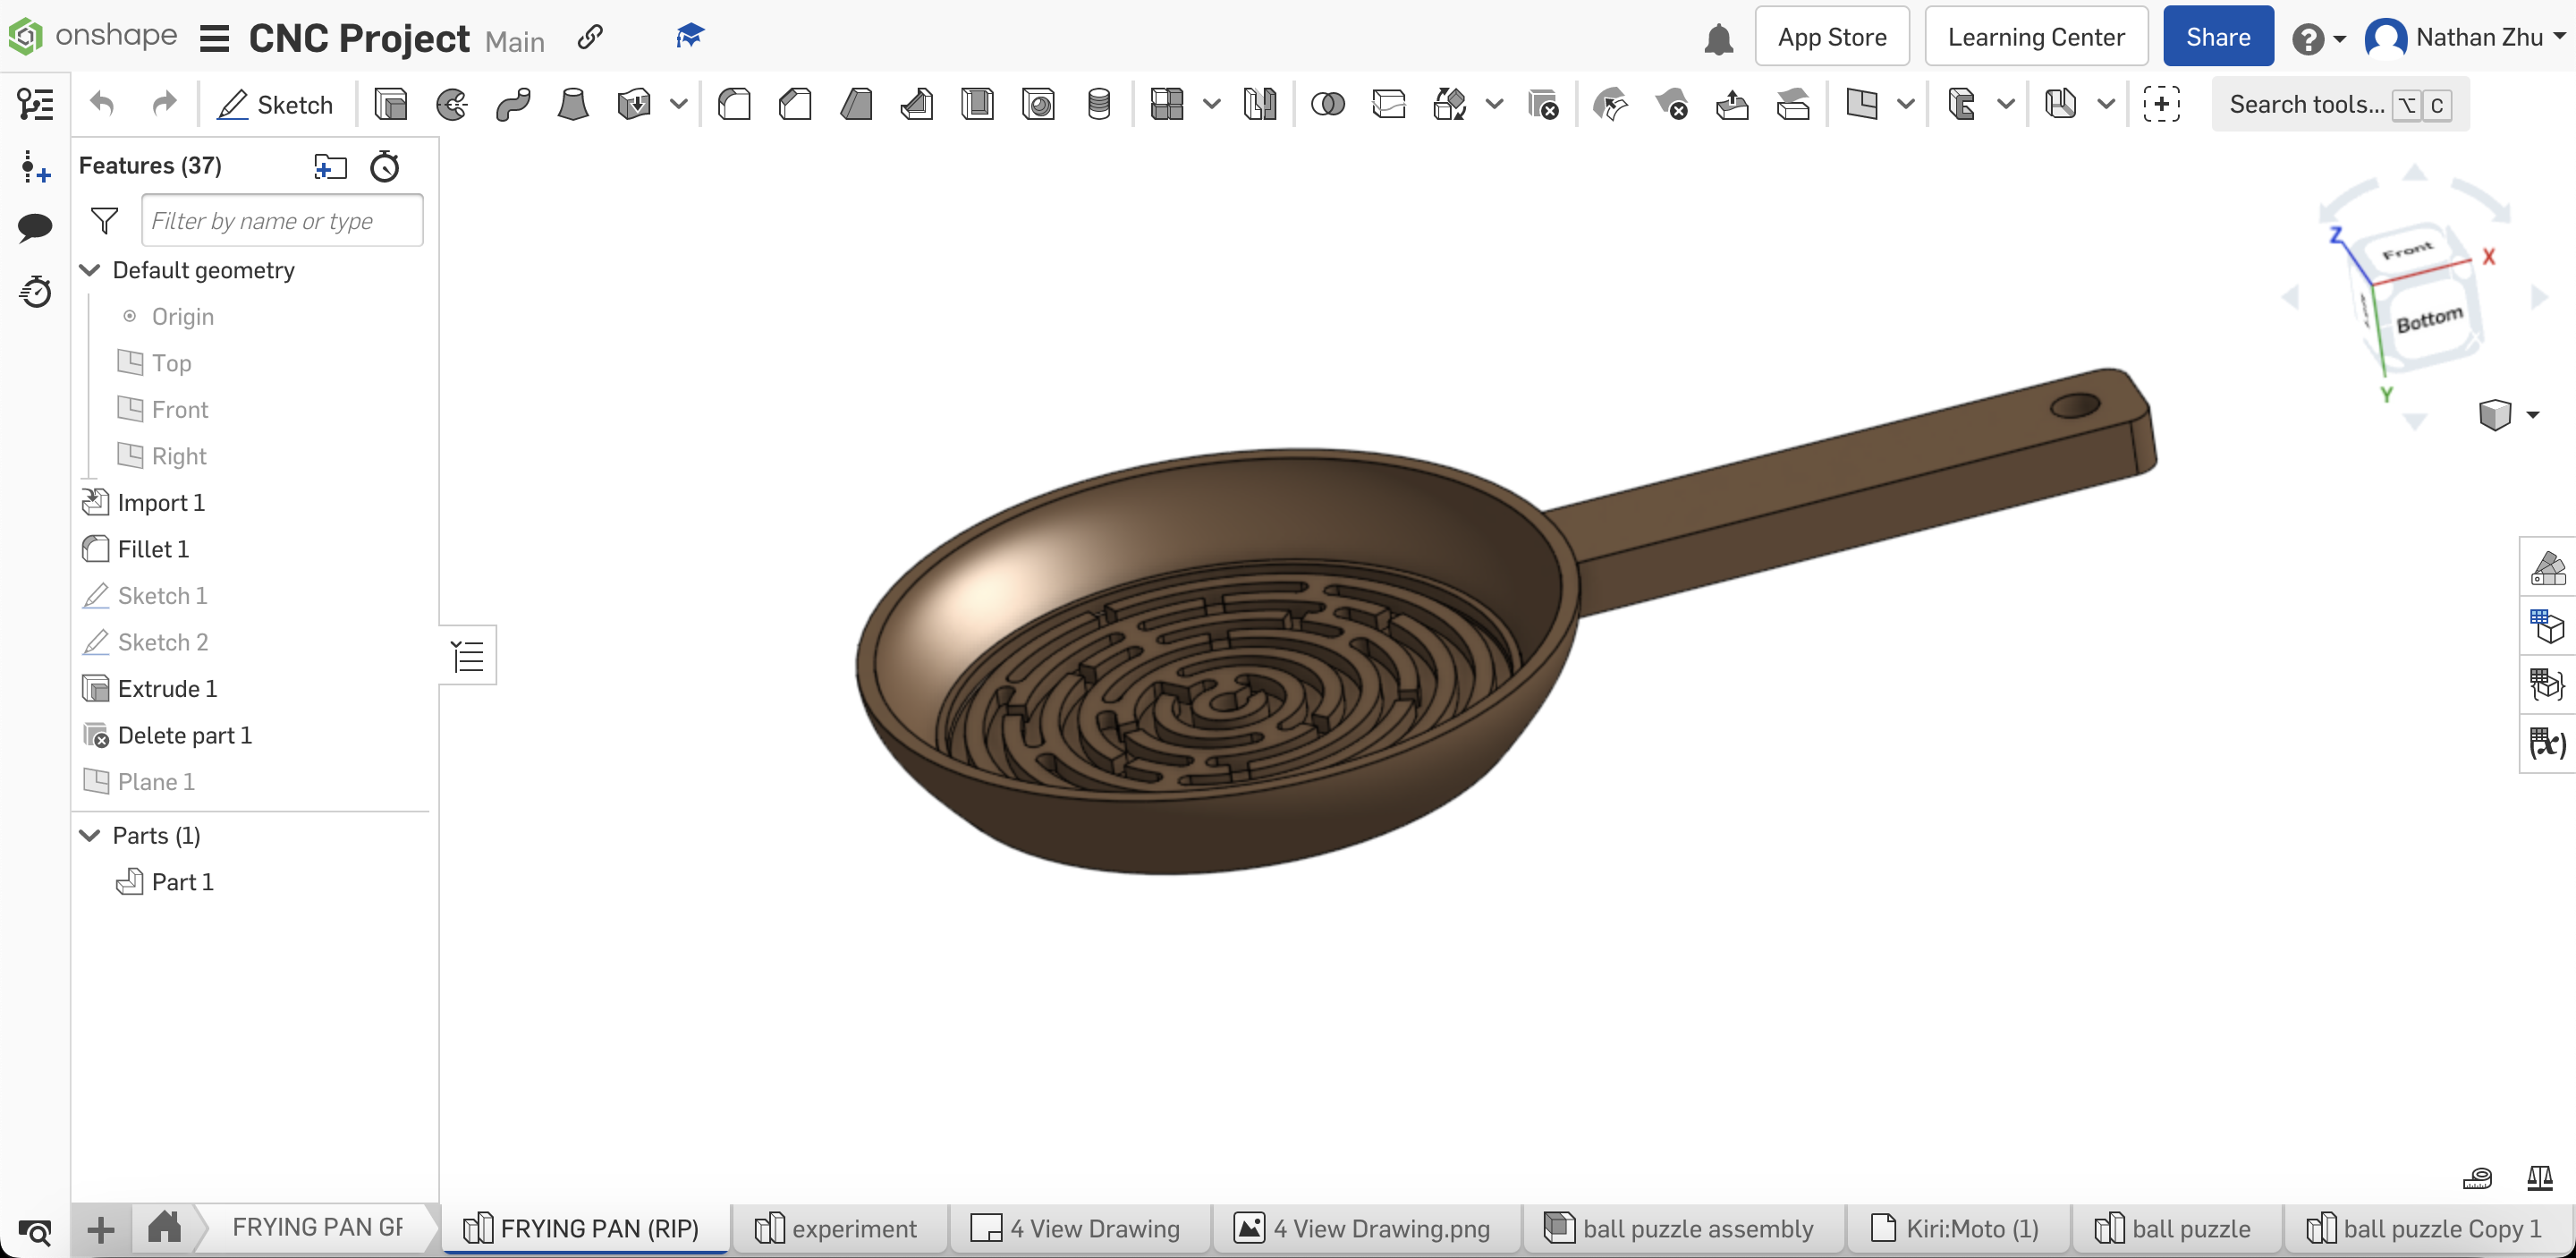 onshape CNC Project Main App Store Learning Center Share Nathan Zhu
Sketch Search tools... ⌥ C
Features (37)
Filter by name or type
Default geometry
Origin
Top
Front
Right
Import 1
Fillet 1
Sketch 1
Sketch 2
Extrude 1
Delete part 1
Plane 1
Parts (1)
Part 1
Z
Front
X
Bottom
Y
(x)
FRYING PAN GF FRYING PAN (RIP) experiment 4 View Drawing 4 View Drawing.png ball puzzle assembly Kiri:Moto (1) ball puzzle ball puzzle Copy 1